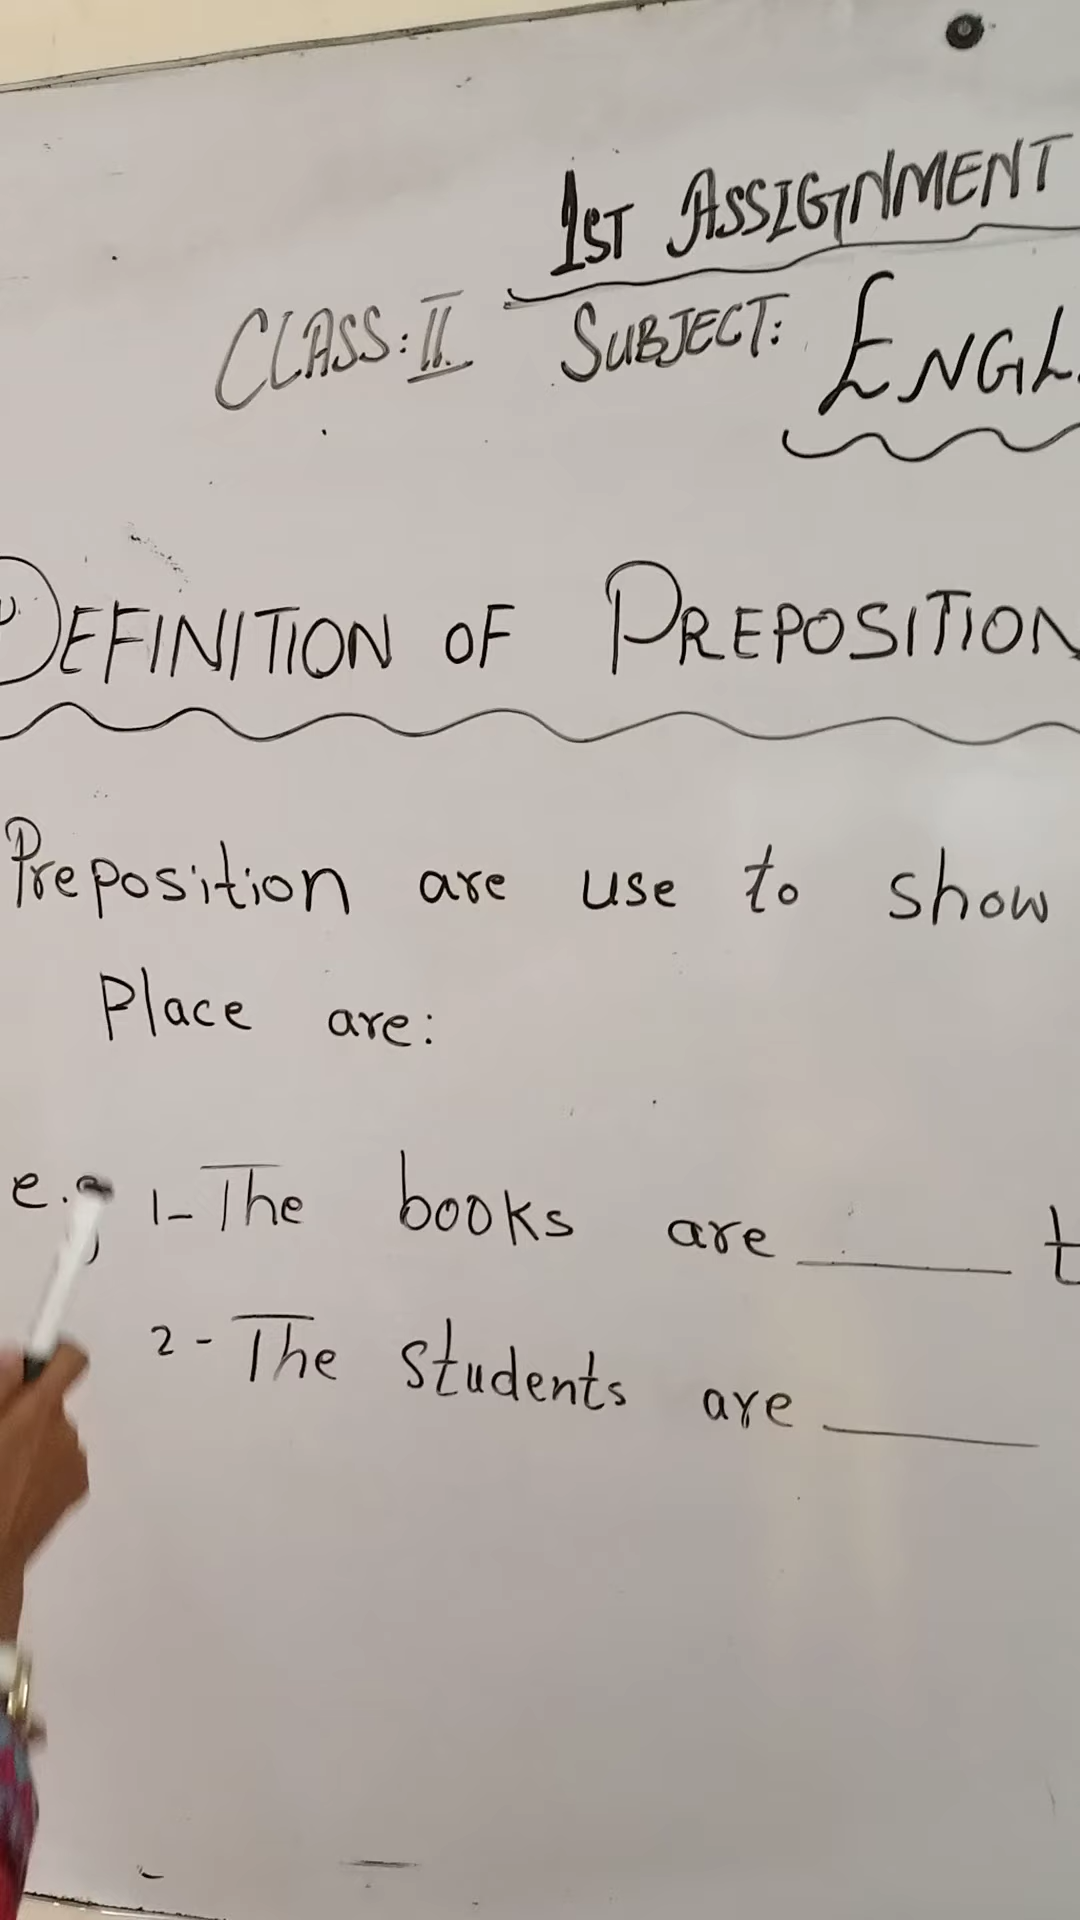 1ST ASSIGNMENT
CLASS: II SUBJECT: ENGL
DEFINITION OF PREPOSITION
Preposition are use to show
Place are:
e.g 1- The books are ____ t
2- The students are ____